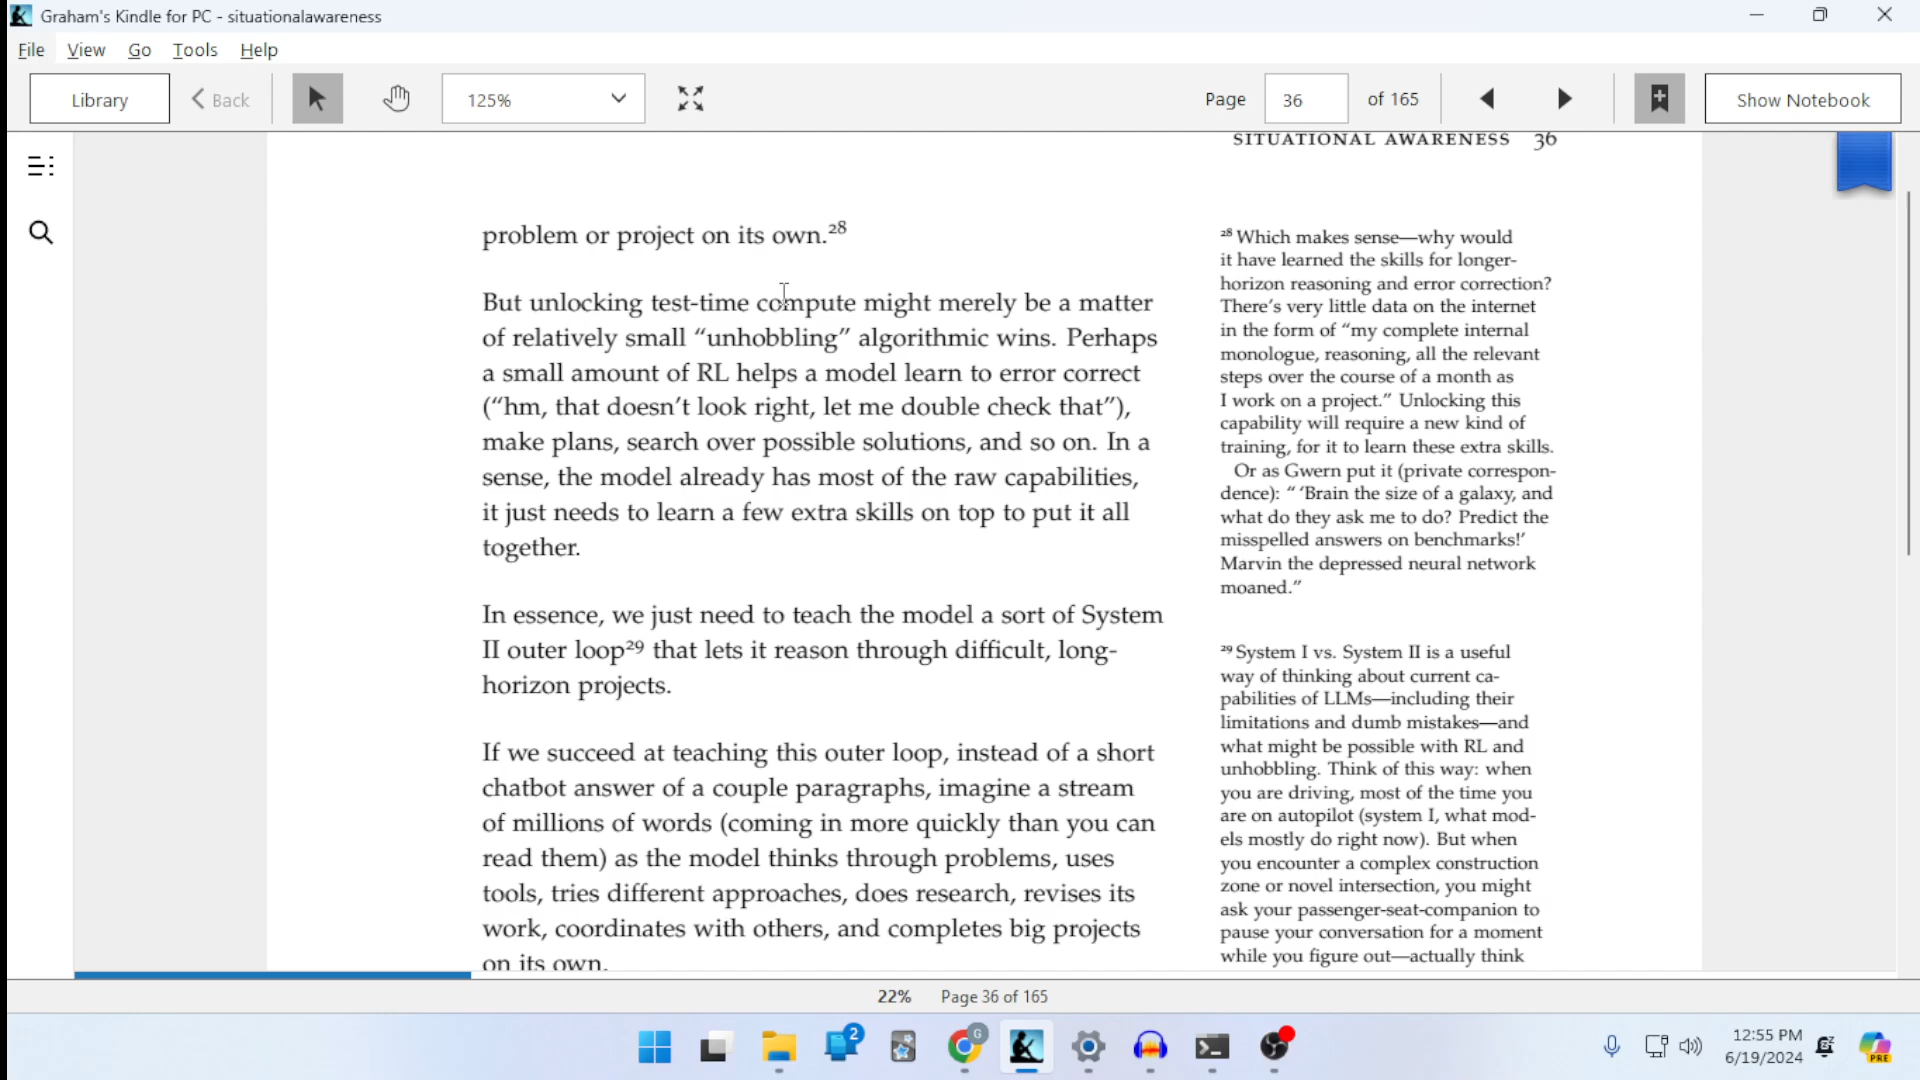 Graham's Kindle for PC - situationalawareness
File View Go Tools Help
Library Back 125% Page 36 of 165 Show Notebook
SITUATIONAL AWARENESS 36
problem or project on its own.28
But unlocking test-time compute might merely be a matter
of relatively small “unhobbling” algorithmic wins. Perhaps
a small amount of RL helps a model learn to error correct
(“hm, that doesn’t look right, let me double check that”),
make plans, search over possible solutions, and so on. In a
sense, the model already has most of the raw capabilities,
it just needs to learn a few extra skills on top to put it all
together.
In essence, we just need to teach the model a sort of System
II outer loop29 that lets it reason through difficult, long-
horizon projects.
If we succeed at teaching this outer loop, instead of a short
chatbot answer of a couple paragraphs, imagine a stream
of millions of words (coming in more quickly than you can
read them) as the model thinks through problems, uses
tools, tries different approaches, does research, revises its
work, coordinates with others, and completes big projects
on its own.
28 Which makes sense—why would
it have learned the skills for longer-
horizon reasoning and error correction?
There’s very little data on the internet
in the form of “my complete internal
monologue, reasoning, all the relevant
steps over the course of a month as
I work on a project.” Unlocking this
capability will require a new kind of
training, for it to learn these extra skills.
Or as Gwern put it (private correspon-
dence): “ ‘Brain the size of a galaxy, and
what do they ask me to do? Predict the
misspelled answers on benchmarks!’
Marvin the depressed neural network
moaned.”
29 System I vs. System II is a useful
way of thinking about current ca-
pabilities of LLMs—including their
limitations and dumb mistakes—and
what might be possible with RL and
unhobbling. Think of this way: when
you are driving, most of the time you
are on autopilot (system I, what mod-
els mostly do right now). But when
you encounter a complex construction
zone or novel intersection, you might
ask your passenger-seat-companion to
pause your conversation for a moment
while you figure out—actually think
22% Page 36 of 165
2
G
12:55 PM
6/19/2024
PRE